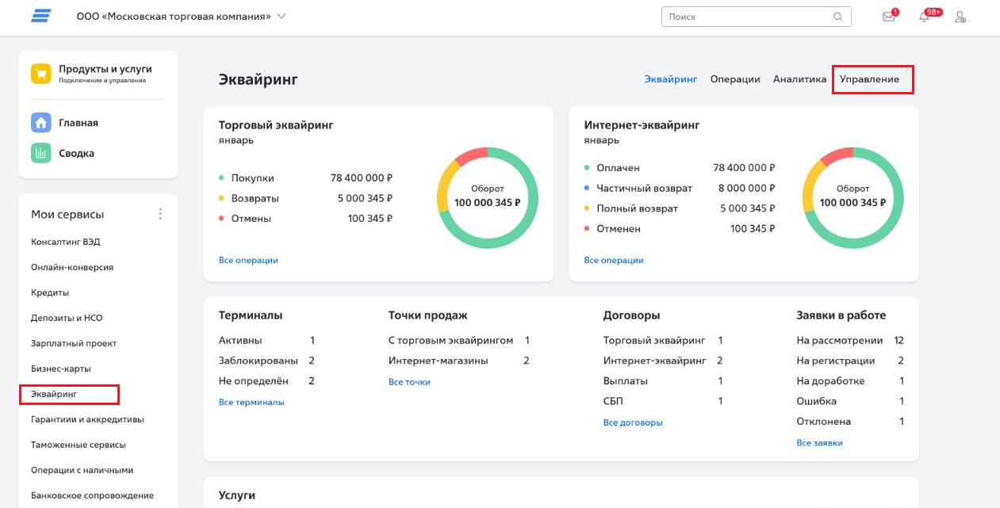 ООО «Московская торговая компания»
Поиск
1
98+
Продукты и услуги
Подключение и управление
Главная
Сводка
Мои сервисы
Консалтинг ВЭД
Онлайн-конверсия
Кредиты
Депозиты и НСО
Зарплатный проект
Бизнес-карты
Эквайринг
Гарантиии и аккредитивы
Таможенные сервисы
Операции с наличными
Банковское сопровождение
Эквайринг
Эквайринг Операции Аналитика Управление
Торговый эквайринг
январь
Покупки 78 400 000 ₽
Возвраты 5 000 345 ₽
Отмены 100 345 ₽
Оборот
100 000 345 ₽
Все операции
Интернет-эквайринг
январь
Оплачен 78 400 000 ₽
Частичный возврат 8 000 000 ₽
Полный возврат 5 000 345 ₽
Отменен 100 345 ₽
Оборот
100 000 345 ₽
Все операции
Терминалы
Активны 1
Заблокированы 2
Не определён 2
Все терминалы
Точки продаж
С торговым эквайрингом 1
Интернет-магазины 2
Все точки
Договоры
Торговый эквайринг 1
Интернет-эквайринг 2
Выплаты 1
СБП 1
Все договоры
Заявки в работе
На рассмотрении 12
На регистрации 2
На доработке 1
Ошибка 1
Отклонена 1
Все заявки
Услуги